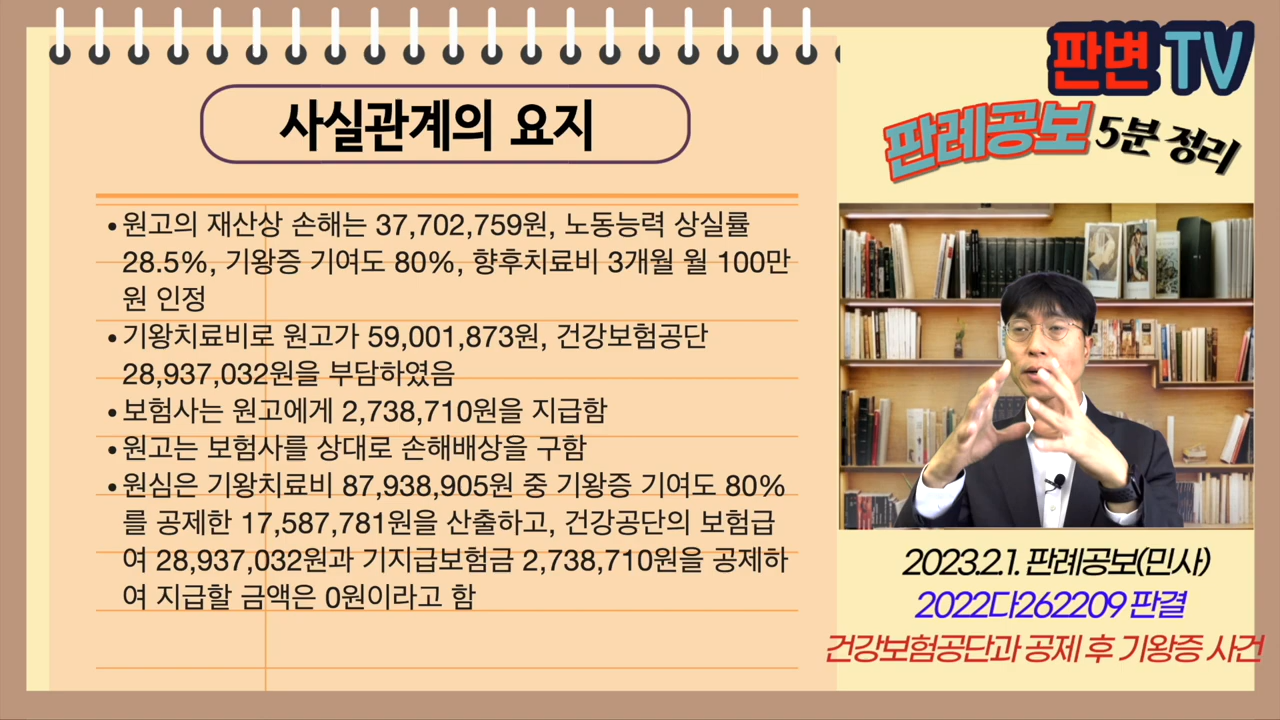 판변 TV
판례공보 5분 정리
사실관계의 요지
•원고의 재산상 손해는 37,702,759원, 노동능력 상실률
28.5%, 기왕증 기여도 80%, 향후치료비 3개월 월 100만
원 인정
•기왕치료비로 원고가 59,001,873원, 건강보험공단
28,937,032원을 부담하였음
•보험사는 원고에게 2,738,710원을 지급함
•원고는 보험사를 상대로 손해배상을 구함
•원심은 기왕치료비 87,938,905원 중 기왕증 기여도 80%
를 공제한 17,587,781원을 산출하고, 건강공단의 보험급
여 28,937,032원과 기지급보험금 2,738,710원을 공제하
여 지급할 금액은 0원이라고 함
2023.2.1. 판례공보(민사)
2022다262209 판결
건강보험공단과 공제 후 기왕증 사건